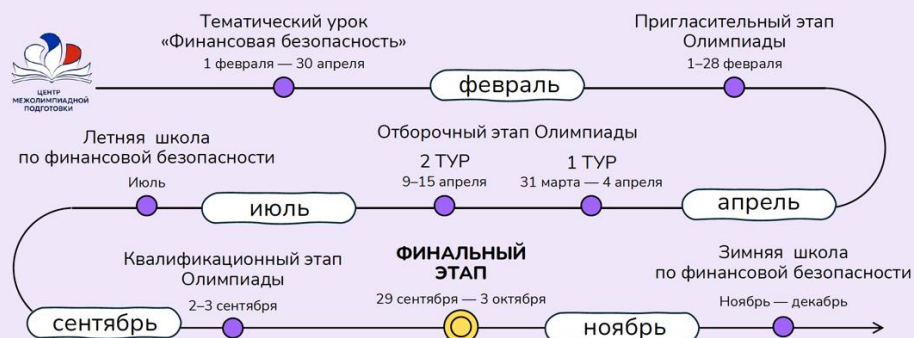 Тематический урок
«Финансовая безопасность»
1 февраля — 30 апреля
февраль
Пригласительный этап
Олимпиады
1–28 февраля
ЦЕНТР
МЕЖОЛИМПИАДНОЙ
ПОДГОТОВКИ
апрель
Отборочный этап Олимпиады
1 ТУР
31 марта — 4 апреля
2 ТУР
9–15 апреля
июль
Летняя школа
по финансовой безопасности
Июль
сентябрь
Квалификационный этап
Олимпиады
2–3 сентября
ФИНАЛЬНЫЙ
ЭТАП
29 сентября — 3 октября
ноябрь
Зимняя школа
по финансовой безопасности
Ноябрь — декабрь